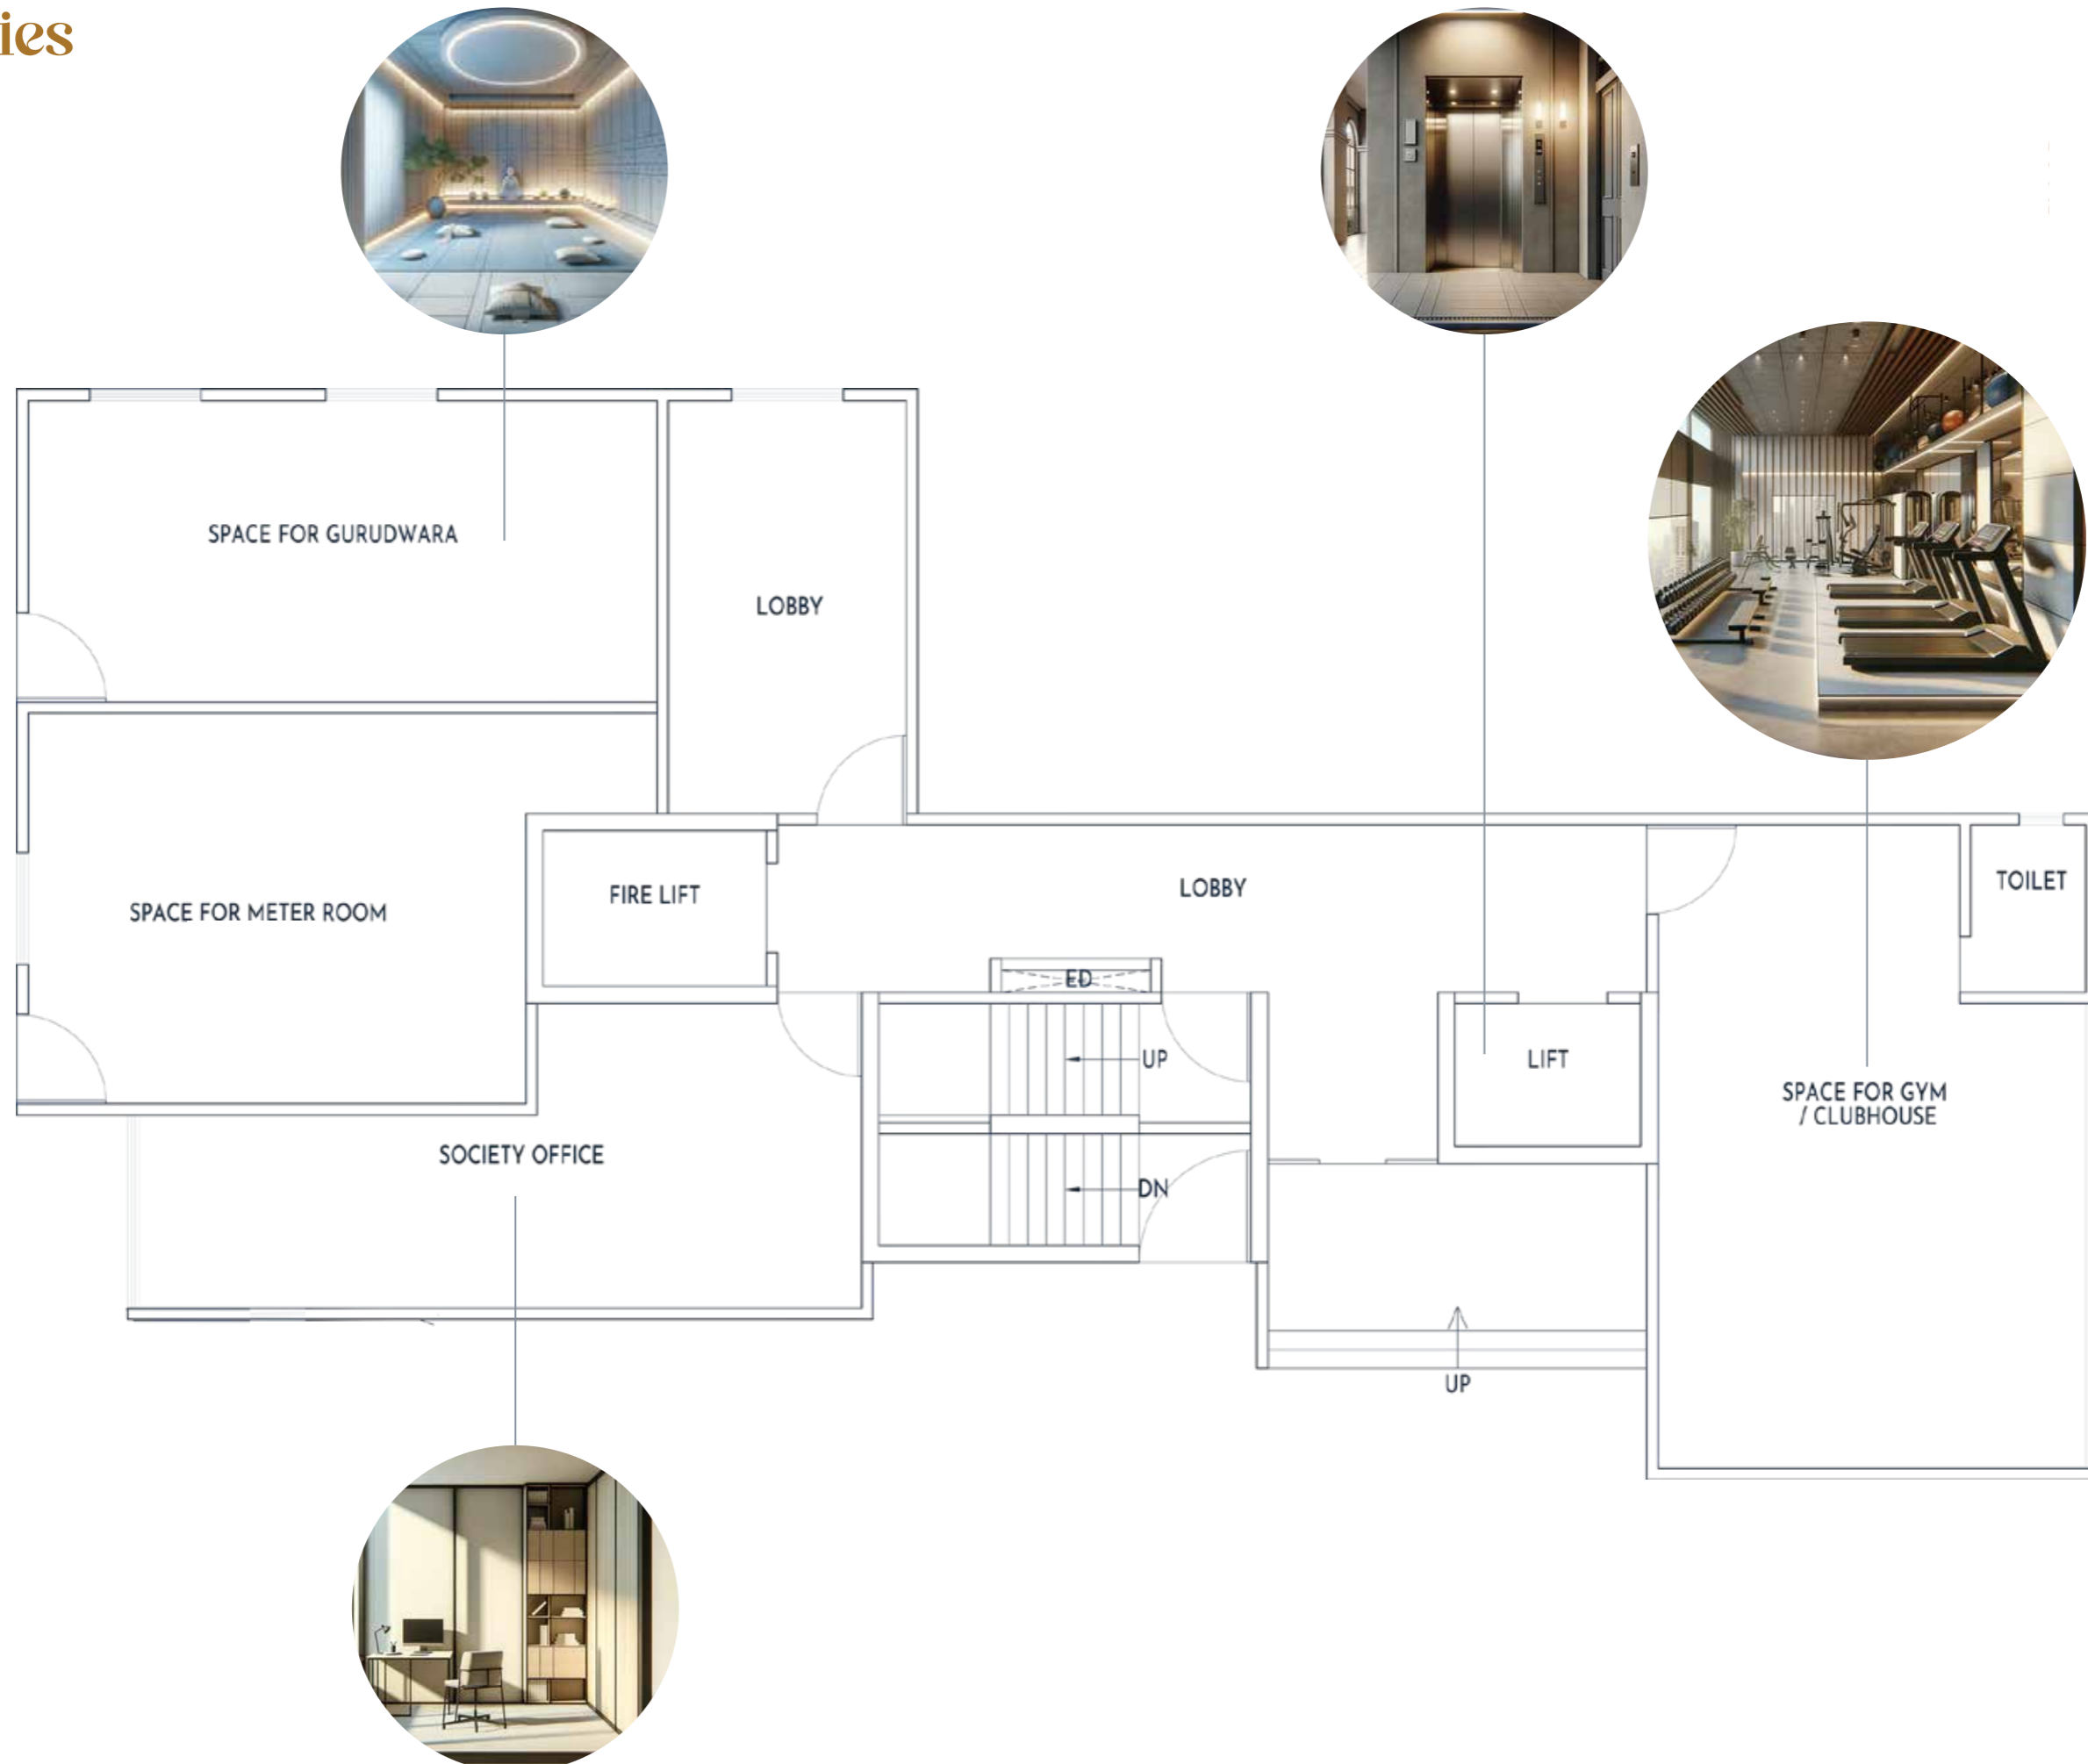 ies
SPACE FOR GURUDWARA
LOBBY
SPACE FOR METER ROOM
FIRE LIFT
LOBBY
TOILET
ED
UP
LIFT
SPACE FOR GYM
/ CLUBHOUSE
SOCIETY OFFICE
DN
UP